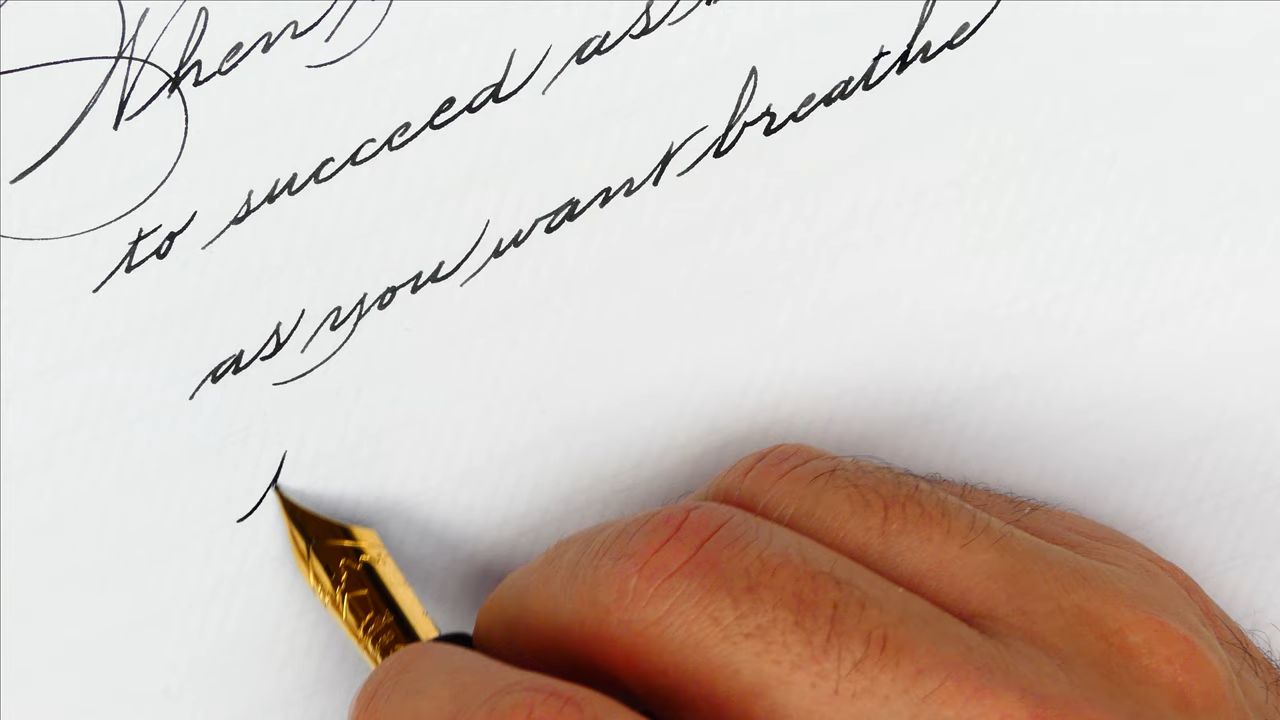 When
to succeed as
as you want breathe